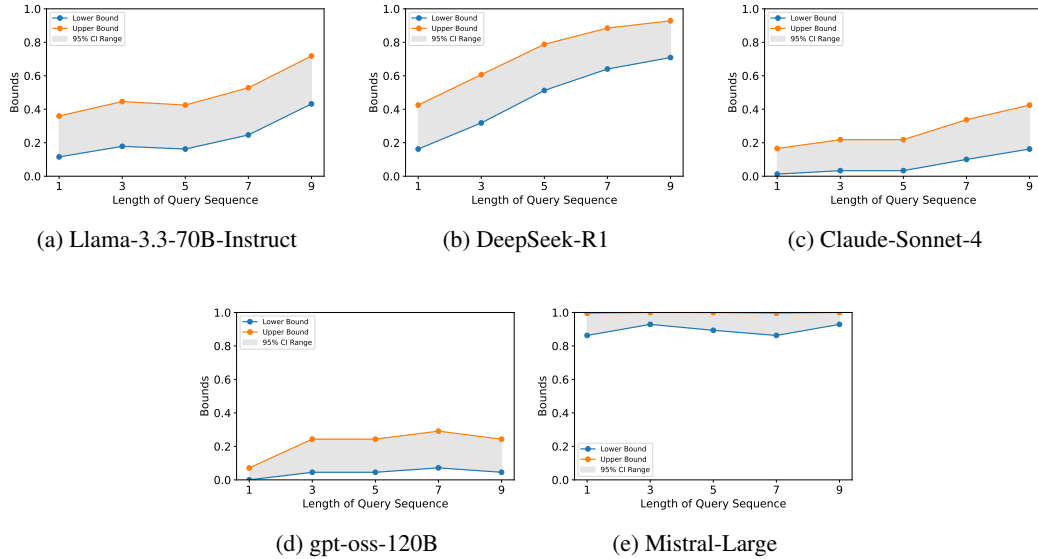 1.0
0.8
0.6
0.4
0.2
0.0
Bounds
Lower Bound
Upper Bound
95% CI Range
1 3 5 7 9
Length of Query Sequence
(a) Llama-3.3-70B-Instruct
1.0
0.8
0.6
0.4
0.2
0.0
Bounds
Lower Bound
Upper Bound
95% CI Range
1 3 5 7 9
Length of Query Sequence
(b) DeepSeek-R1
1.0
0.8
0.6
0.4
0.2
0.0
Bounds
Lower Bound
Upper Bound
95% CI Range
1 3 5 7 9
Length of Query Sequence
(c) Claude-Sonnet-4
1.0
0.8
0.6
0.4
0.2
0.0
Bounds
Lower Bound
Upper Bound
95% CI Range
1 3 5 7 9
Length of Query Sequence
(d) gpt-oss-120B
1.0
0.8
0.6
0.4
0.2
0.0
Bounds
Lower Bound
Upper Bound
95% CI Range
1 3 5 7 9
Length of Query Sequence
(e) Mistral-Large